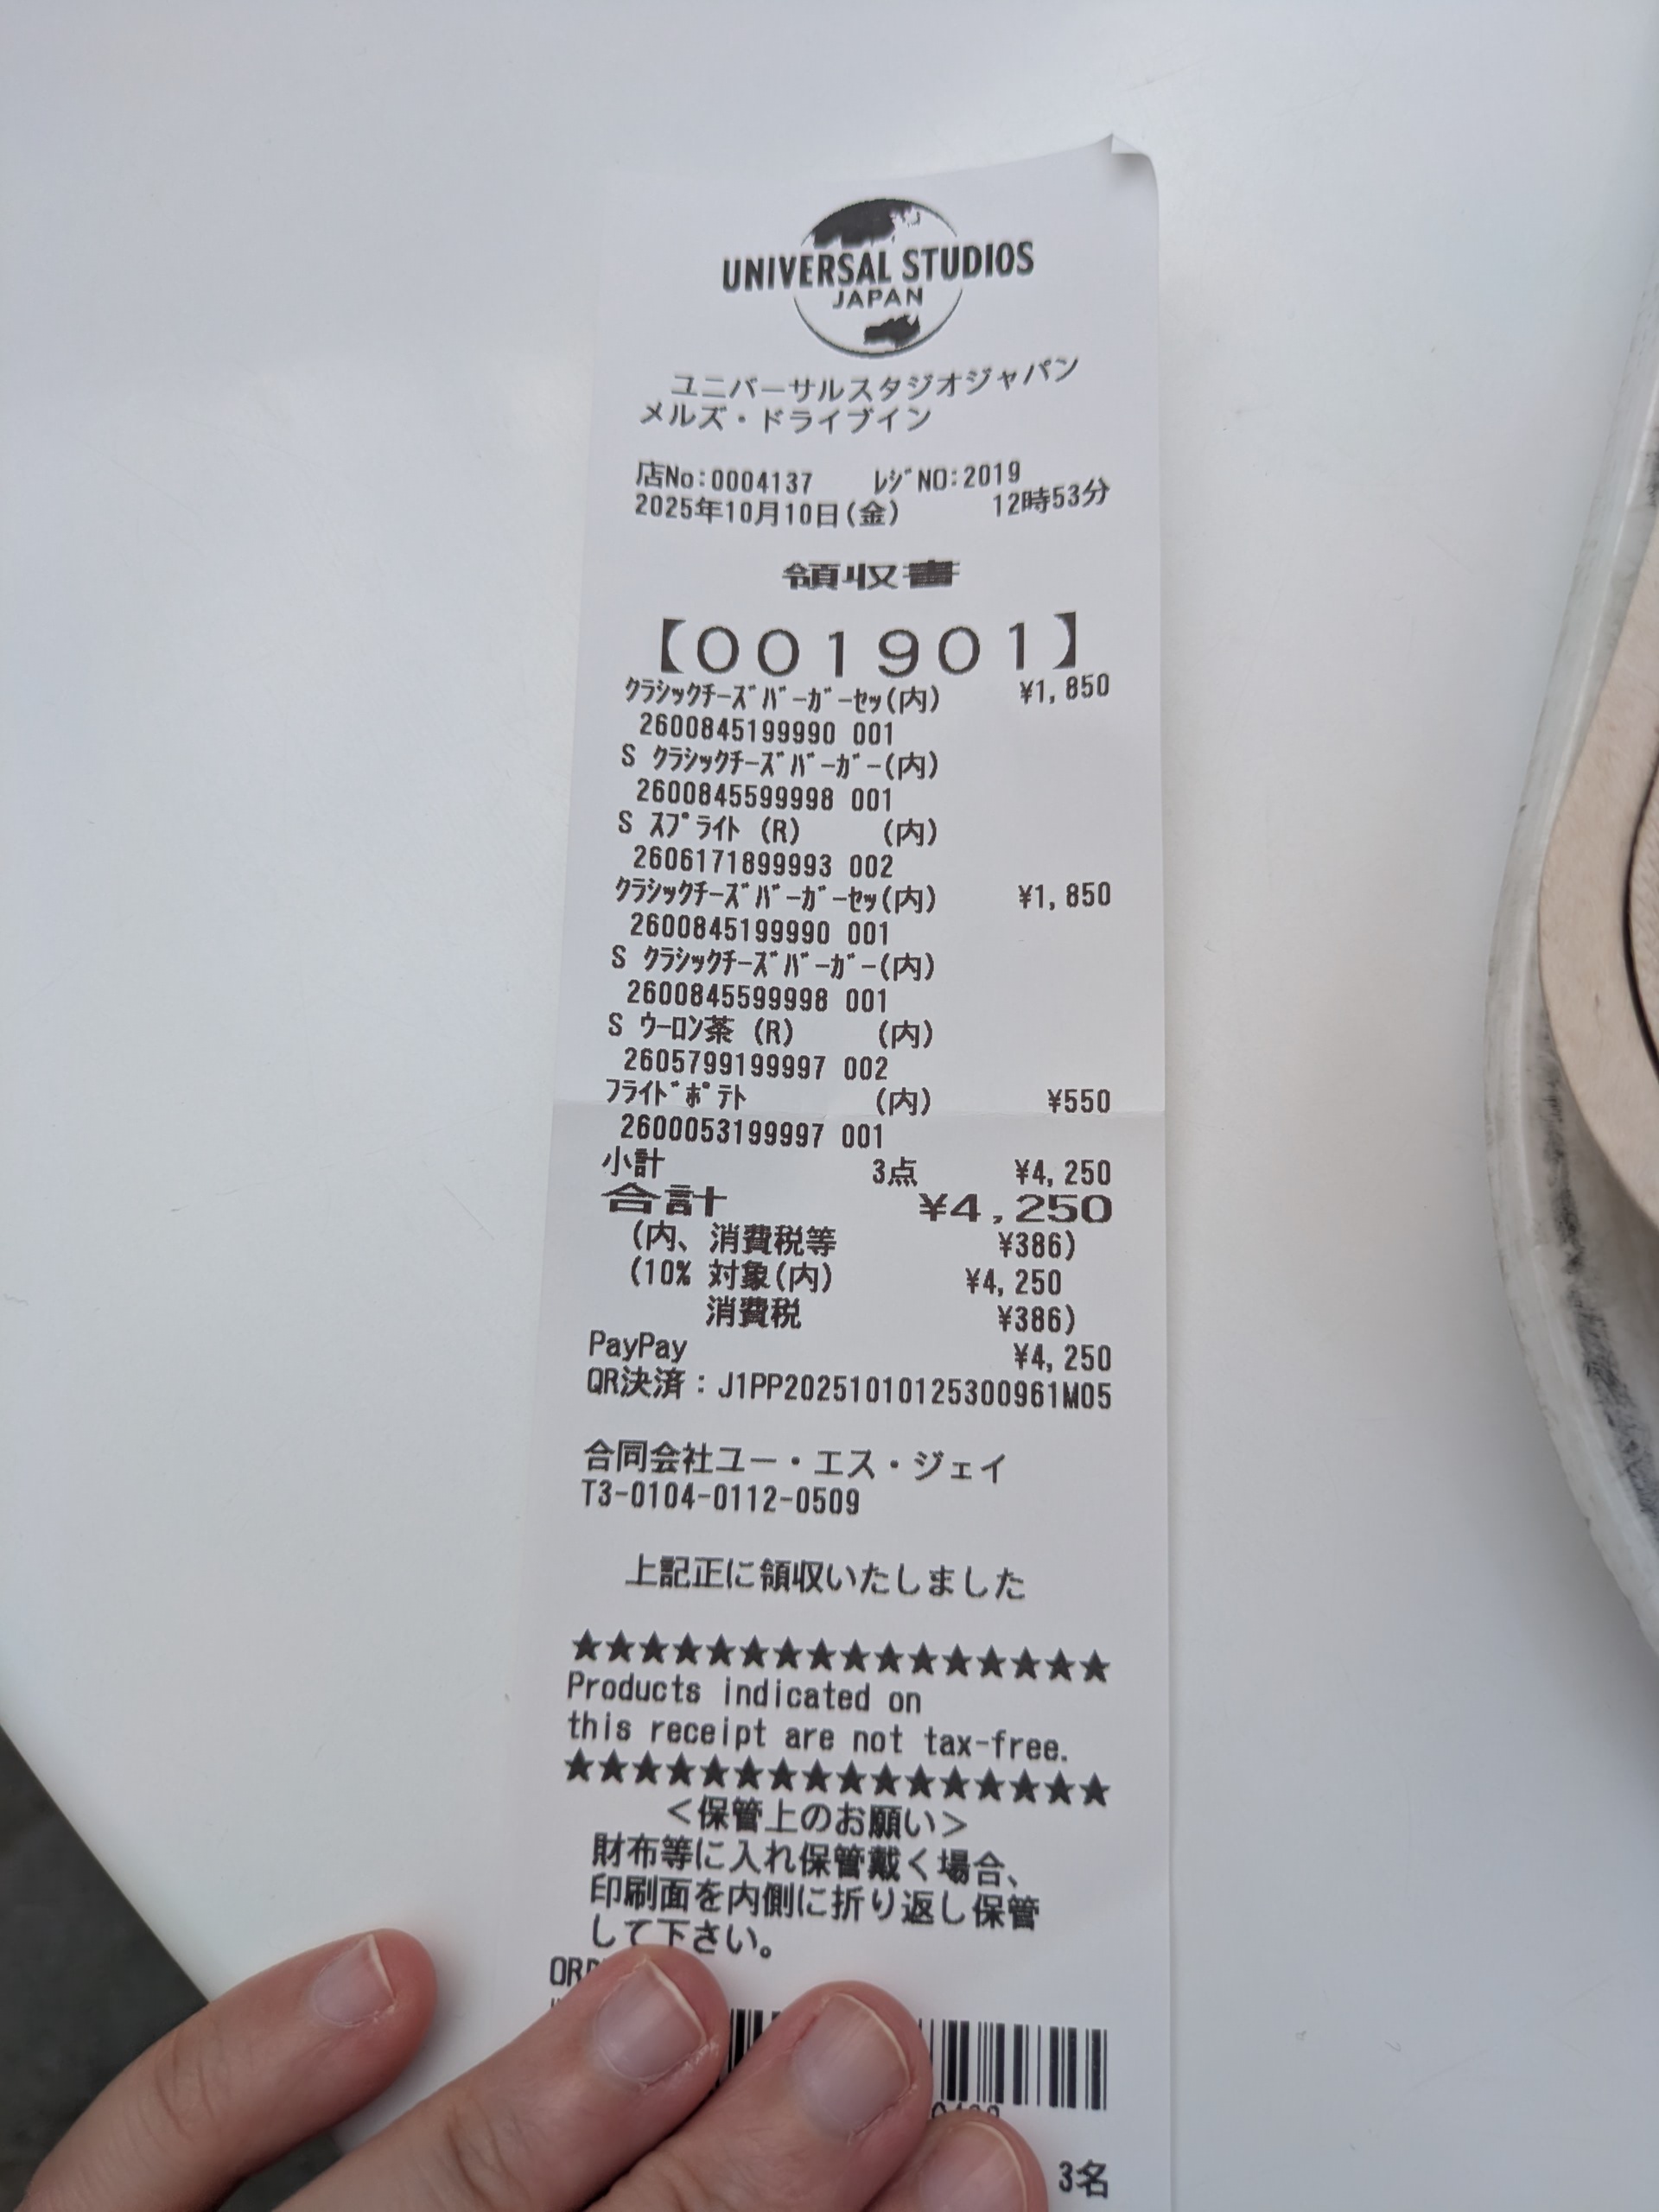 UNIVERSAL STUDIOS
JAPAN
ユニバーサルスタジオジャパン
メルズ・ドライブイン
店No:0004137 ﾚｼﾞNO:2019
2025年10月10日(金) 12時53分
領収書
【001901】
ｸﾗｼｯｸﾁｰｽﾞﾊﾞｰｶﾞｰｾｯ(内) ¥1,850
2600845199990 001
S ｸﾗｼｯｸﾁｰｽﾞﾊﾞｰｶﾞｰ(内)
2600845599998 001
S ｽﾌﾟﾗｲﾄ (R) (内)
2606171899993 002
ｸﾗｼｯｸﾁｰｽﾞﾊﾞｰｶﾞｰｾｯ(内) ¥1,850
2600845199990 001
S ｸﾗｼｯｸﾁｰｽﾞﾊﾞｰｶﾞｰ(内)
2600845599998 001
S ｳｰﾛﾝ茶 (R) (内)
2605799199997 002
ﾌﾗｲﾄﾞﾎﾟﾃﾄ (内) ¥550
2600053199997 001
小計 3点 ¥4,250
合計 ¥4,250
(内、消費税等 ¥386)
(10% 対象(内) ¥4,250
消費税 ¥386)
PayPay ¥4,250
QR決済：J1PP20251010125300961M05
合同会社ユー・エス・ジェイ
T3-0104-0112-0509
上記正に領収いたしました
★★★★★★★★★★★★★★★★
Products indicated on
this receipt are not tax-free.
★★★★★★★★★★★★★★★★
＜保管上のお願い＞
財布等に入れ保管戴く場合、
印刷面を内側に折り返し保管
して下さい。
3名